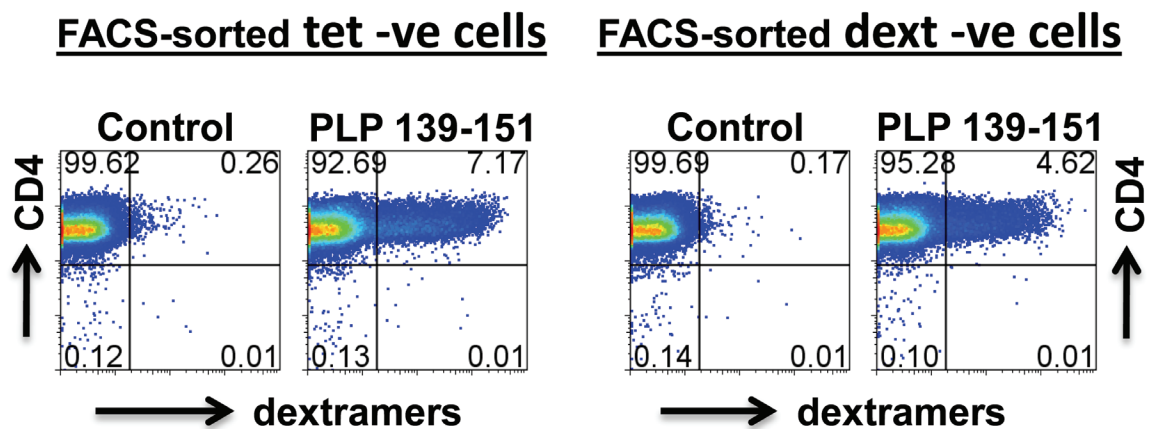 FACS-sorted tet -ve cells
FACS-sorted dext -ve cells
Control
PLP 139-151
Control
PLP 139-151
CD4
99.62 0.26
0.12 0.01
92.69 7.17
0.13 0.01
99.69 0.17
0.14 0.01
95.28 4.62
0.10 0.01
CD4
dextramers
dextramers